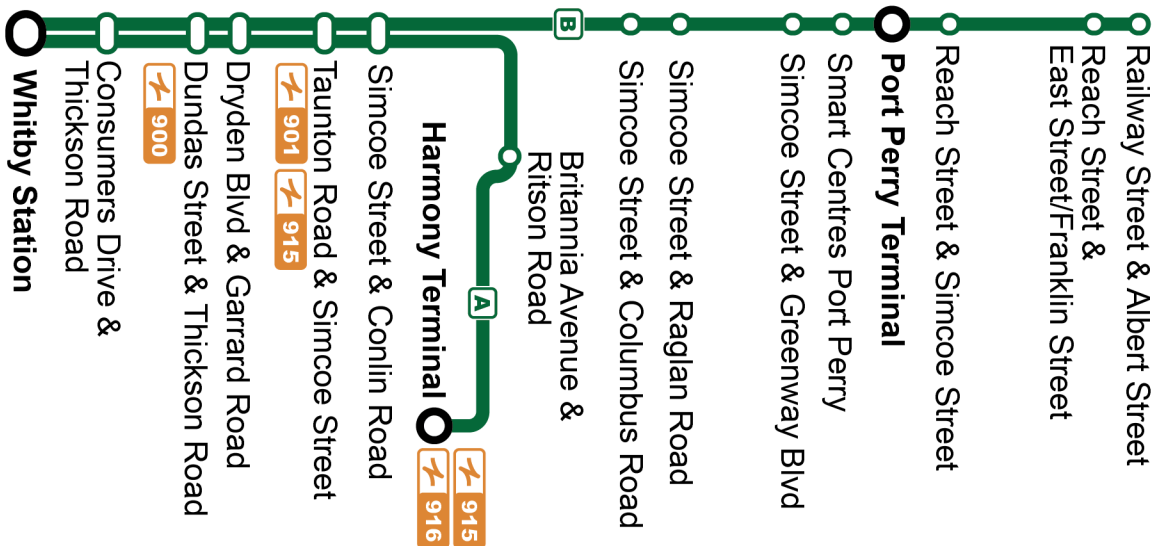 Railway Street & Albert Street
Reach Street &
East Street/Franklin Street
Reach Street & Simcoe Street
Port Perry Terminal
Smart Centres Port Perry
Simcoe Street & Greenway Blvd
Simcoe Street & Raglan Road
Simcoe Street & Columbus Road
B
Britannia Avenue &
Ritson Road
A
915
Harmony Terminal
916
Simcoe Street & Conlin Road
Taunton Road & Simcoe Street
901 915
Dryden Blvd & Garrard Road
Dundas Street & Thickson Road
900
Consumers Drive &
Thickson Road
Whitby Station